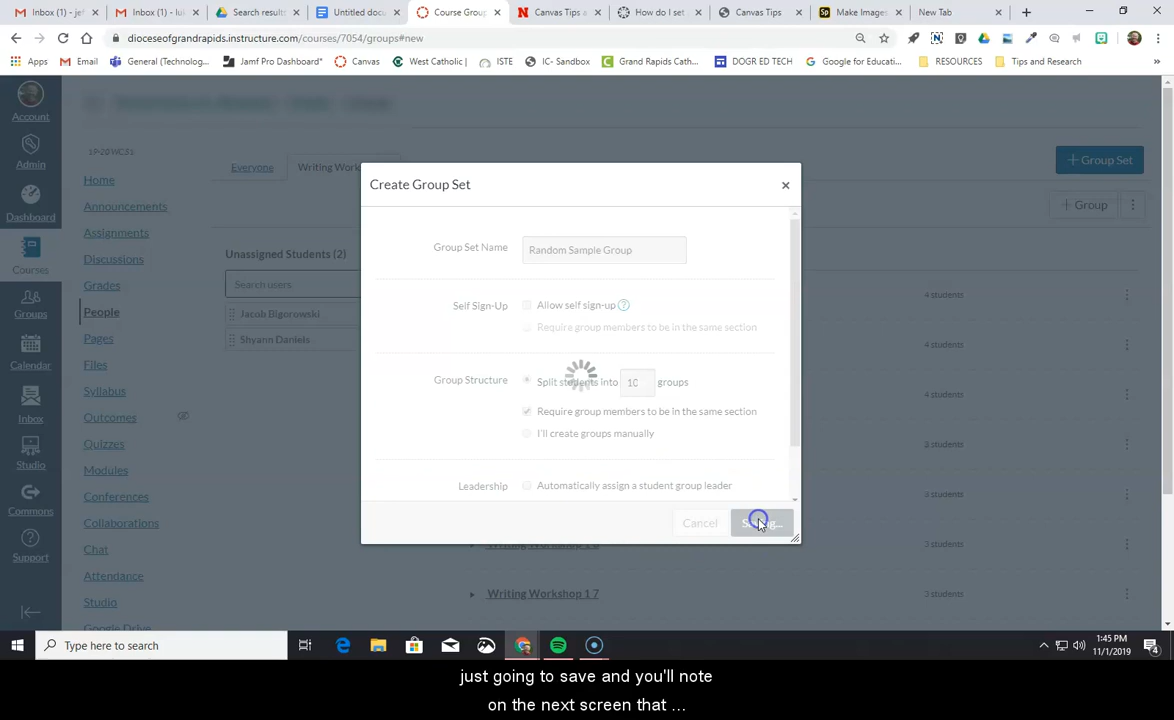 Inbox (1) - jef
Inbox (1) - luk
Search results
Untitled docu
Course Group
Canvas Tips a
How do I set
Canvas Tips
Make Images
New Tab
dioceseofgrandrapids.instructure.com/courses/7054/groups#new
Apps
Email
General (Technolog...
Jamf Pro Dashboard*
Canvas
West Catholic |
ISTE
IC- Sandbox
Grand Rapids Cath...
DOGR ED TECH
Google for Educati...
RESOURCES
Tips and Research
»
Account
Admin
Dashboard
Courses
Groups
Calendar
Inbox
Studio
Commons
Support
Home
Announcements
Assignments
Discussions
Grades
People
Pages
Files
Syllabus
Outcomes
Quizzes
Modules
Conferences
Collaborations
Chat
Attendance
Studio
Google Drive
Everyone
Writing Work
+ Group Set
+ Group
Unassigned Students (2)
Search users
Jacob Bigorowski
Shyann Daniels
4 students
4 students
4 students
3 students
3 students
3 students
Writing Workshop 1 7
3 students
Create Group Set
×
Group Set Name
Random Sample Group
Self Sign-Up
Allow self sign-up ?
Require group members to be in the same section
Group Structure
Split students into 10 groups
Require group members to be in the same section
I'll create groups manually
Leadership
Automatically assign a student group leader
Cancel
Type here to search
1:45 PM
11/1/2019
4
just going to save and you'll note
on the next screen that ...